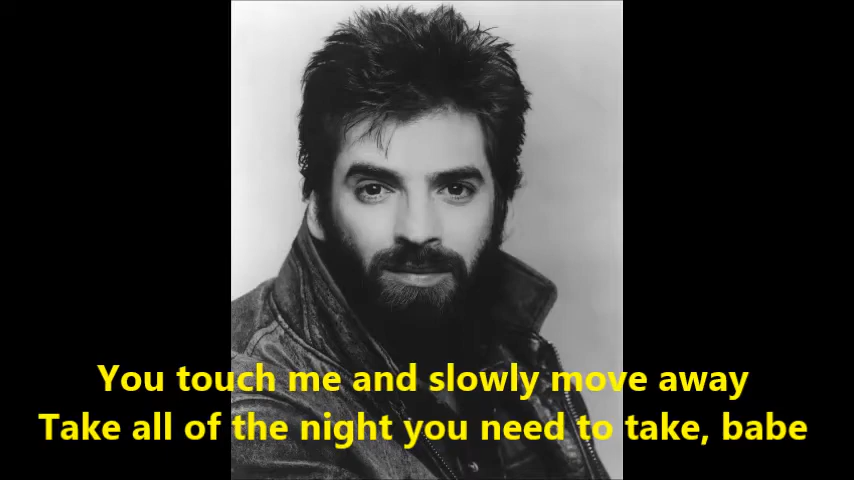 You touch me and slowly move away
Take all of the night you need to take, babe